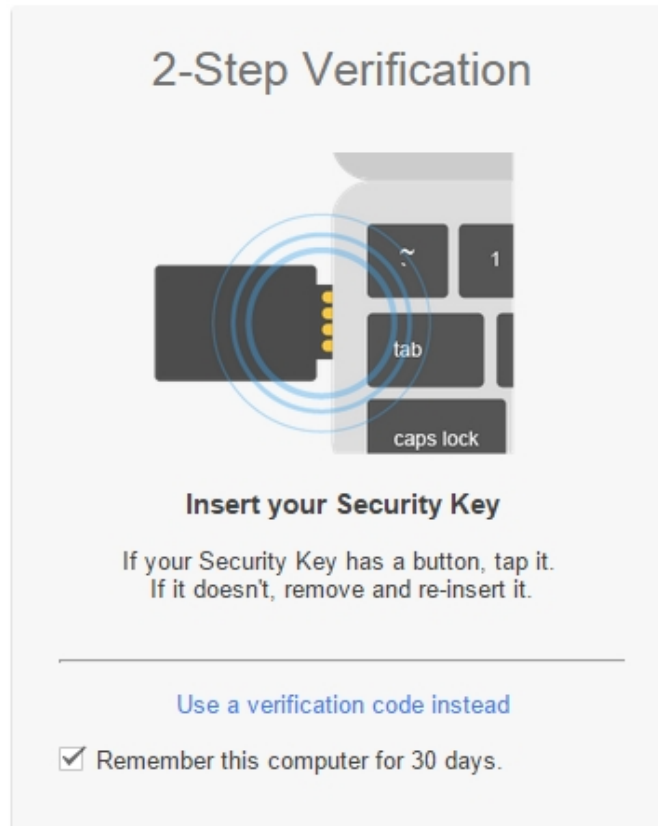 2-Step Verification
~
`
1
tab
caps lock
Insert your Security Key
If your Security Key has a button, tap it.
If it doesn't, remove and re-insert it.
Use a verification code instead
Remember this computer for 30 days.